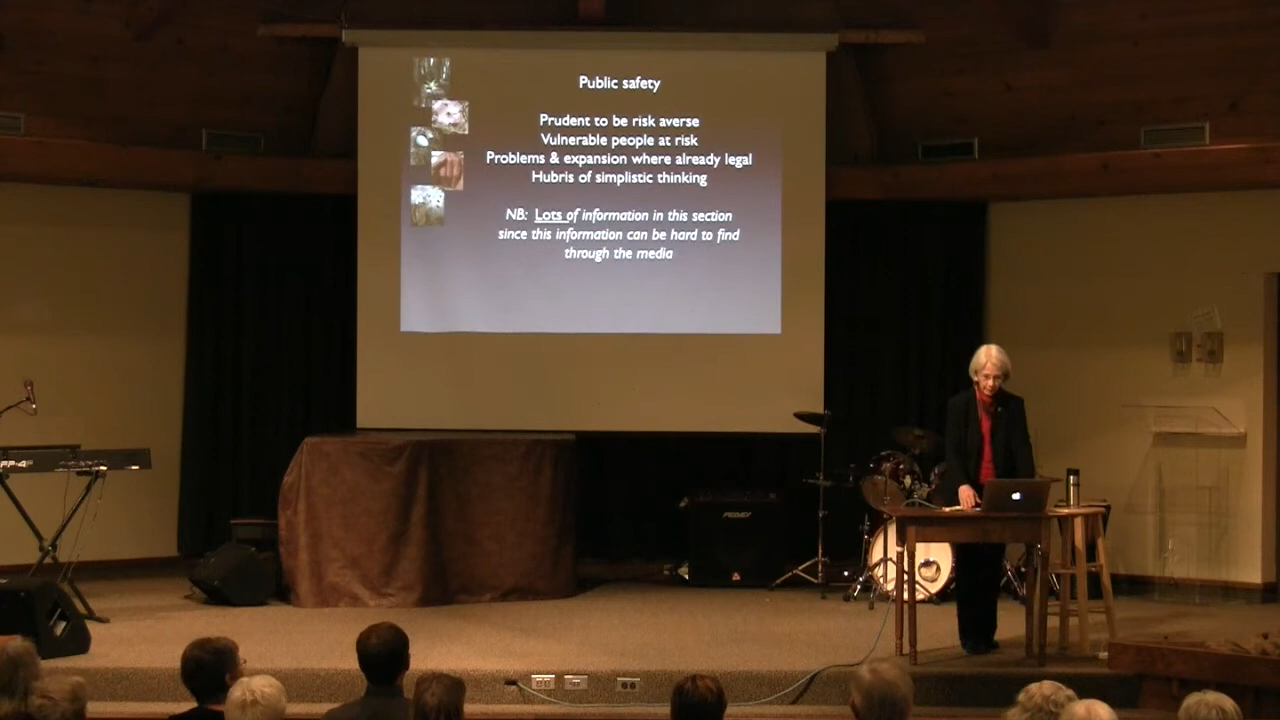 Public safety
Prudent to be risk averse
Vulnerable people at risk
Problems & expansion where already legal
Hubris of simplistic thinking
NB: Lots of information in this section
since this information can be hard to find
through the media
PEAVEY